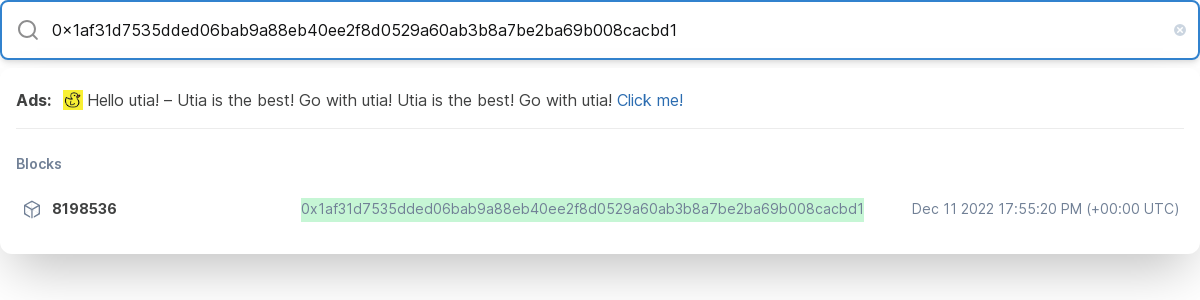 0x1af31d7535dded06bab9a88eb40ee2f8d0529a60ab3b8a7be2ba69b008cacbd1
Ads: Hello utia! – Utia is the best! Go with utia! Utia is the best! Go with utia! Click me!
Blocks
8198536 0x1af31d7535dded06bab9a88eb40ee2f8d0529a60ab3b8a7be2ba69b008cacbd1 Dec 11 2022 17:55:20 PM (+00:00 UTC)